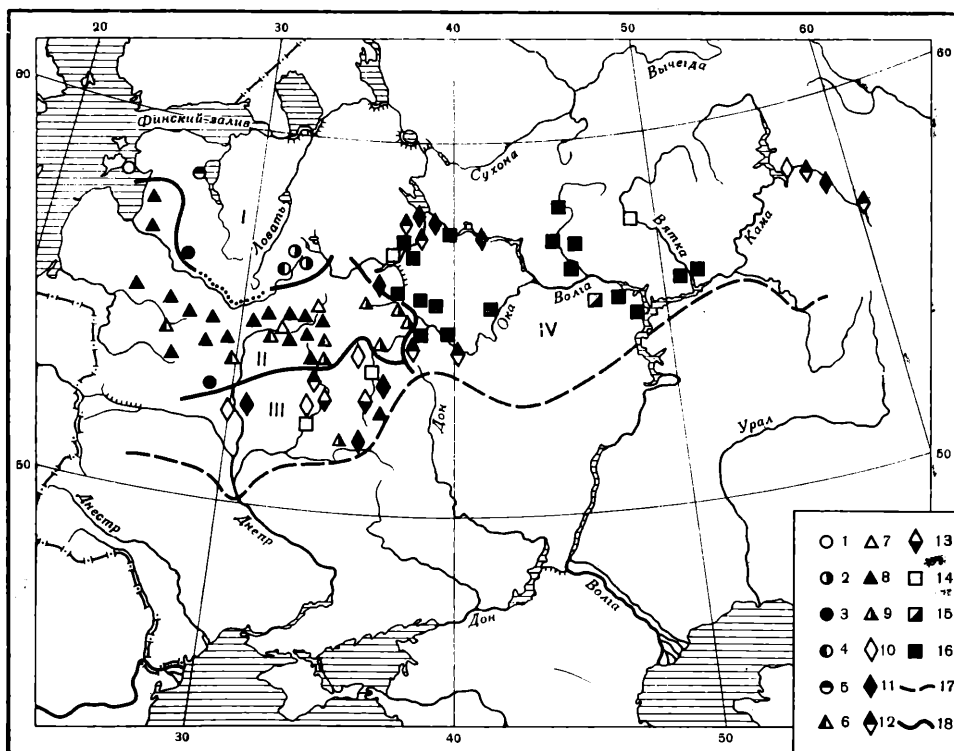 20 30 40 50 60
60 60
Вычегда
Финский залив
Сухона
I
Ловать
Вятка
Кама
Волга
Ока
IV
II
III
Дон
Урал
50 50
Днестр
Днепр
Волга
Дон
1 7 13
2 8 14
3 9 15
4 10 16
5 11 17
6 12 18
30 40 50